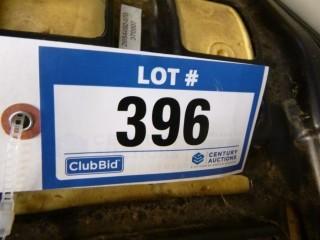 LOT #
396
ClubBid
CENTURY
AUCTIONS